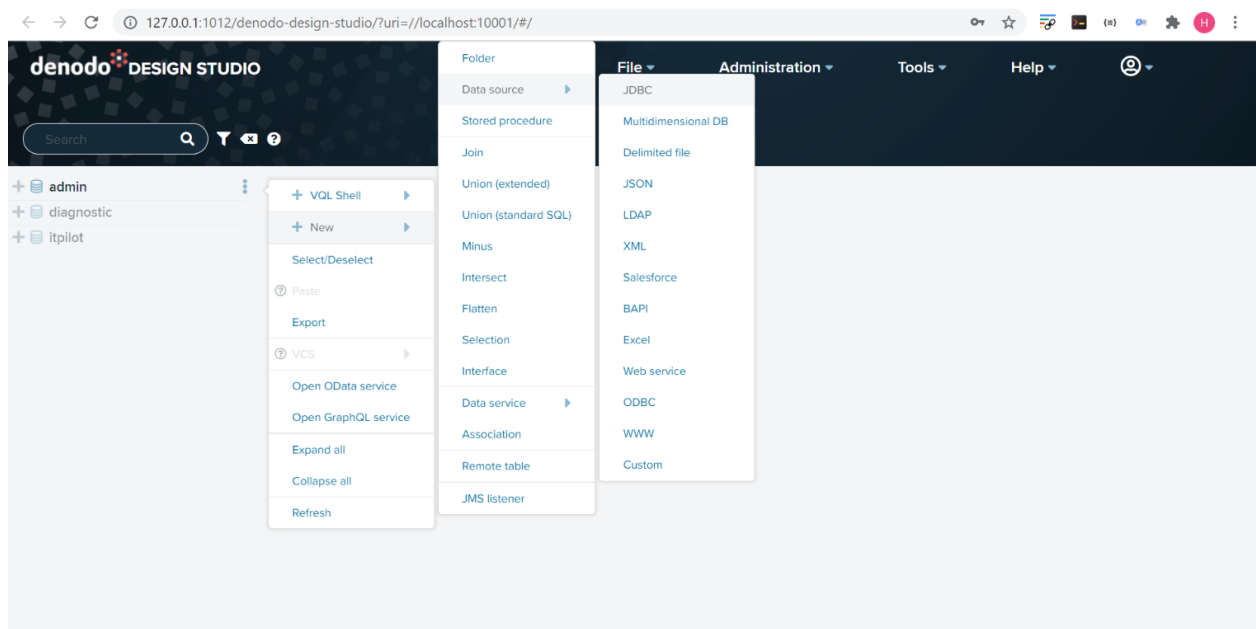 127.0.0.1:1012/denodo-design-studio/?uri=//localhost:10001/#/
H
denodo DESIGN STUDIO
File
Administration
Tools
Help
Search
admin
diagnostic
itpilot
VQL Shell
New
Select/Deselect
Paste
Export
VCS
Open OData service
Open GraphQL service
Expand all
Collapse all
Refresh
Folder
Data source
Stored procedure
Join
Union (extended)
Union (standard SQL)
Minus
Intersect
Flatten
Selection
Interface
Data service
Association
Remote table
JMS listener
JDBC
Multidimensional DB
Delimited file
JSON
LDAP
XML
Salesforce
BAPI
Excel
Web service
ODBC
WWW
Custom